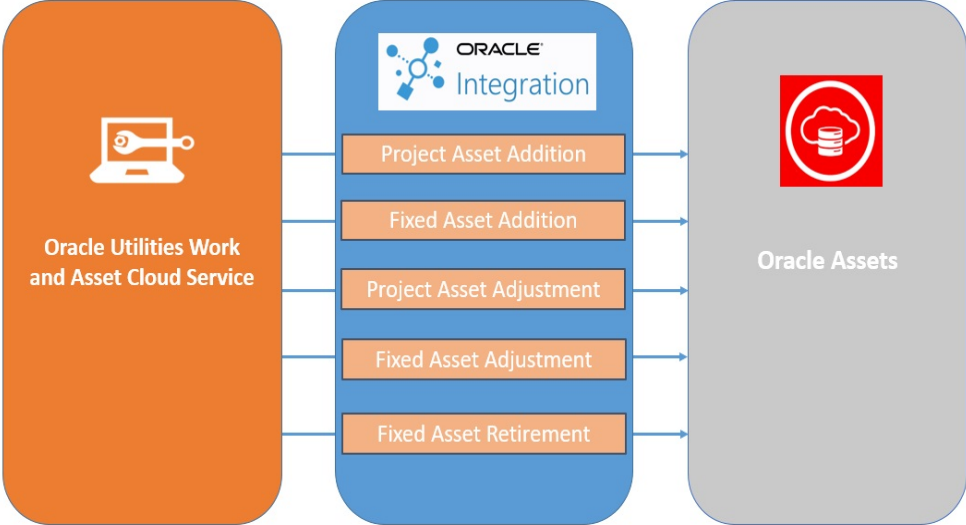 Oracle Utilities Work
and Asset Cloud Service
ORACLE®
Integration
Project Asset Addition
Fixed Asset Addition
Project Asset Adjustment
Fixed Asset Adjustment
Fixed Asset Retirement
Oracle Assets